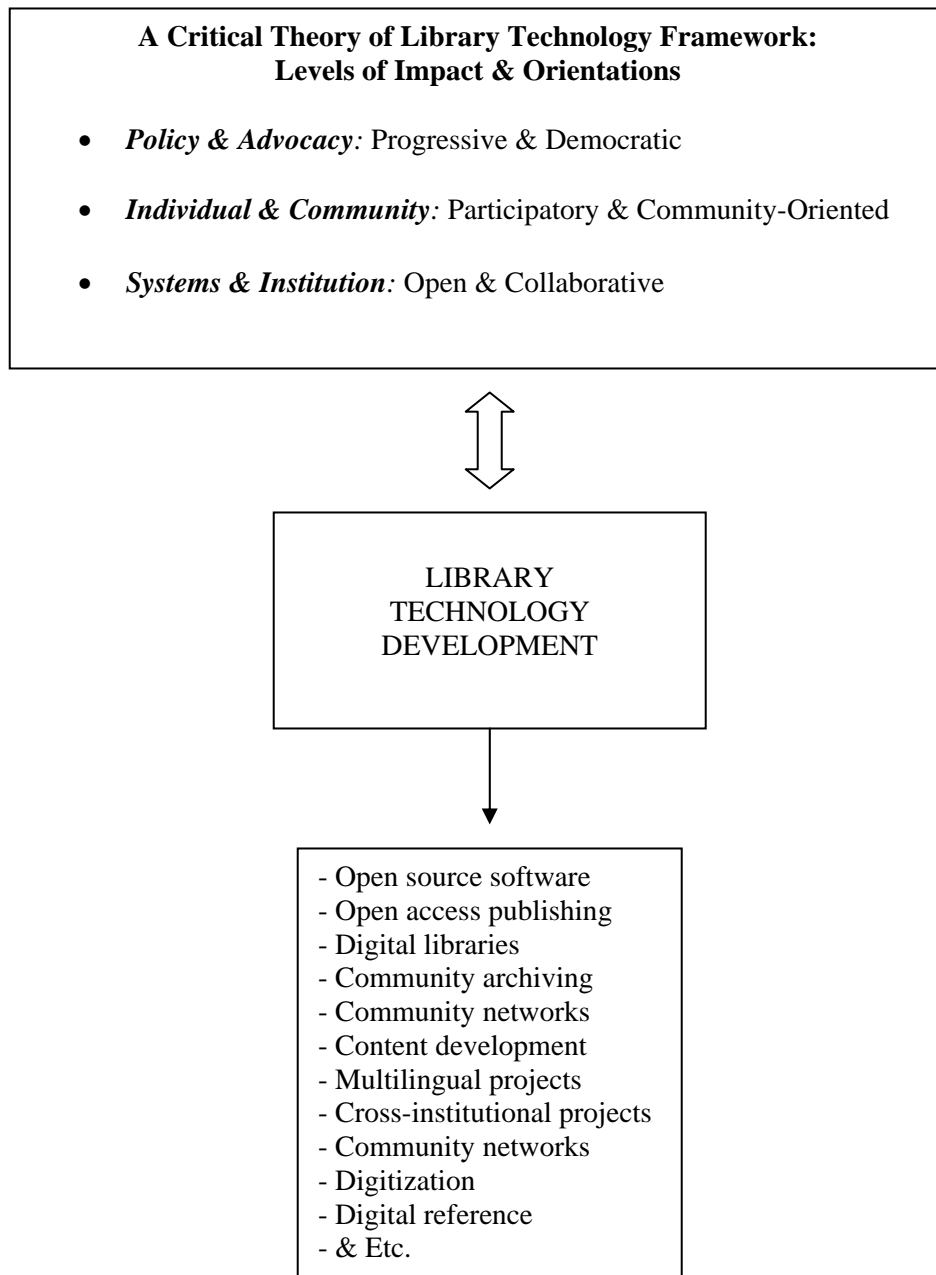 A Critical Theory of Library Technology Framework:
Levels of Impact & Orientations
• Policy & Advocacy: Progressive & Democratic
• Individual & Community: Participatory & Community-Oriented
• Systems & Institution: Open & Collaborative
LIBRARY
TECHNOLOGY
DEVELOPMENT
- Open source software
- Open access publishing
- Digital libraries
- Community archiving
- Community networks
- Content development
- Multilingual projects
- Cross-institutional projects
- Community networks
- Digitization
- Digital reference
- & Etc.